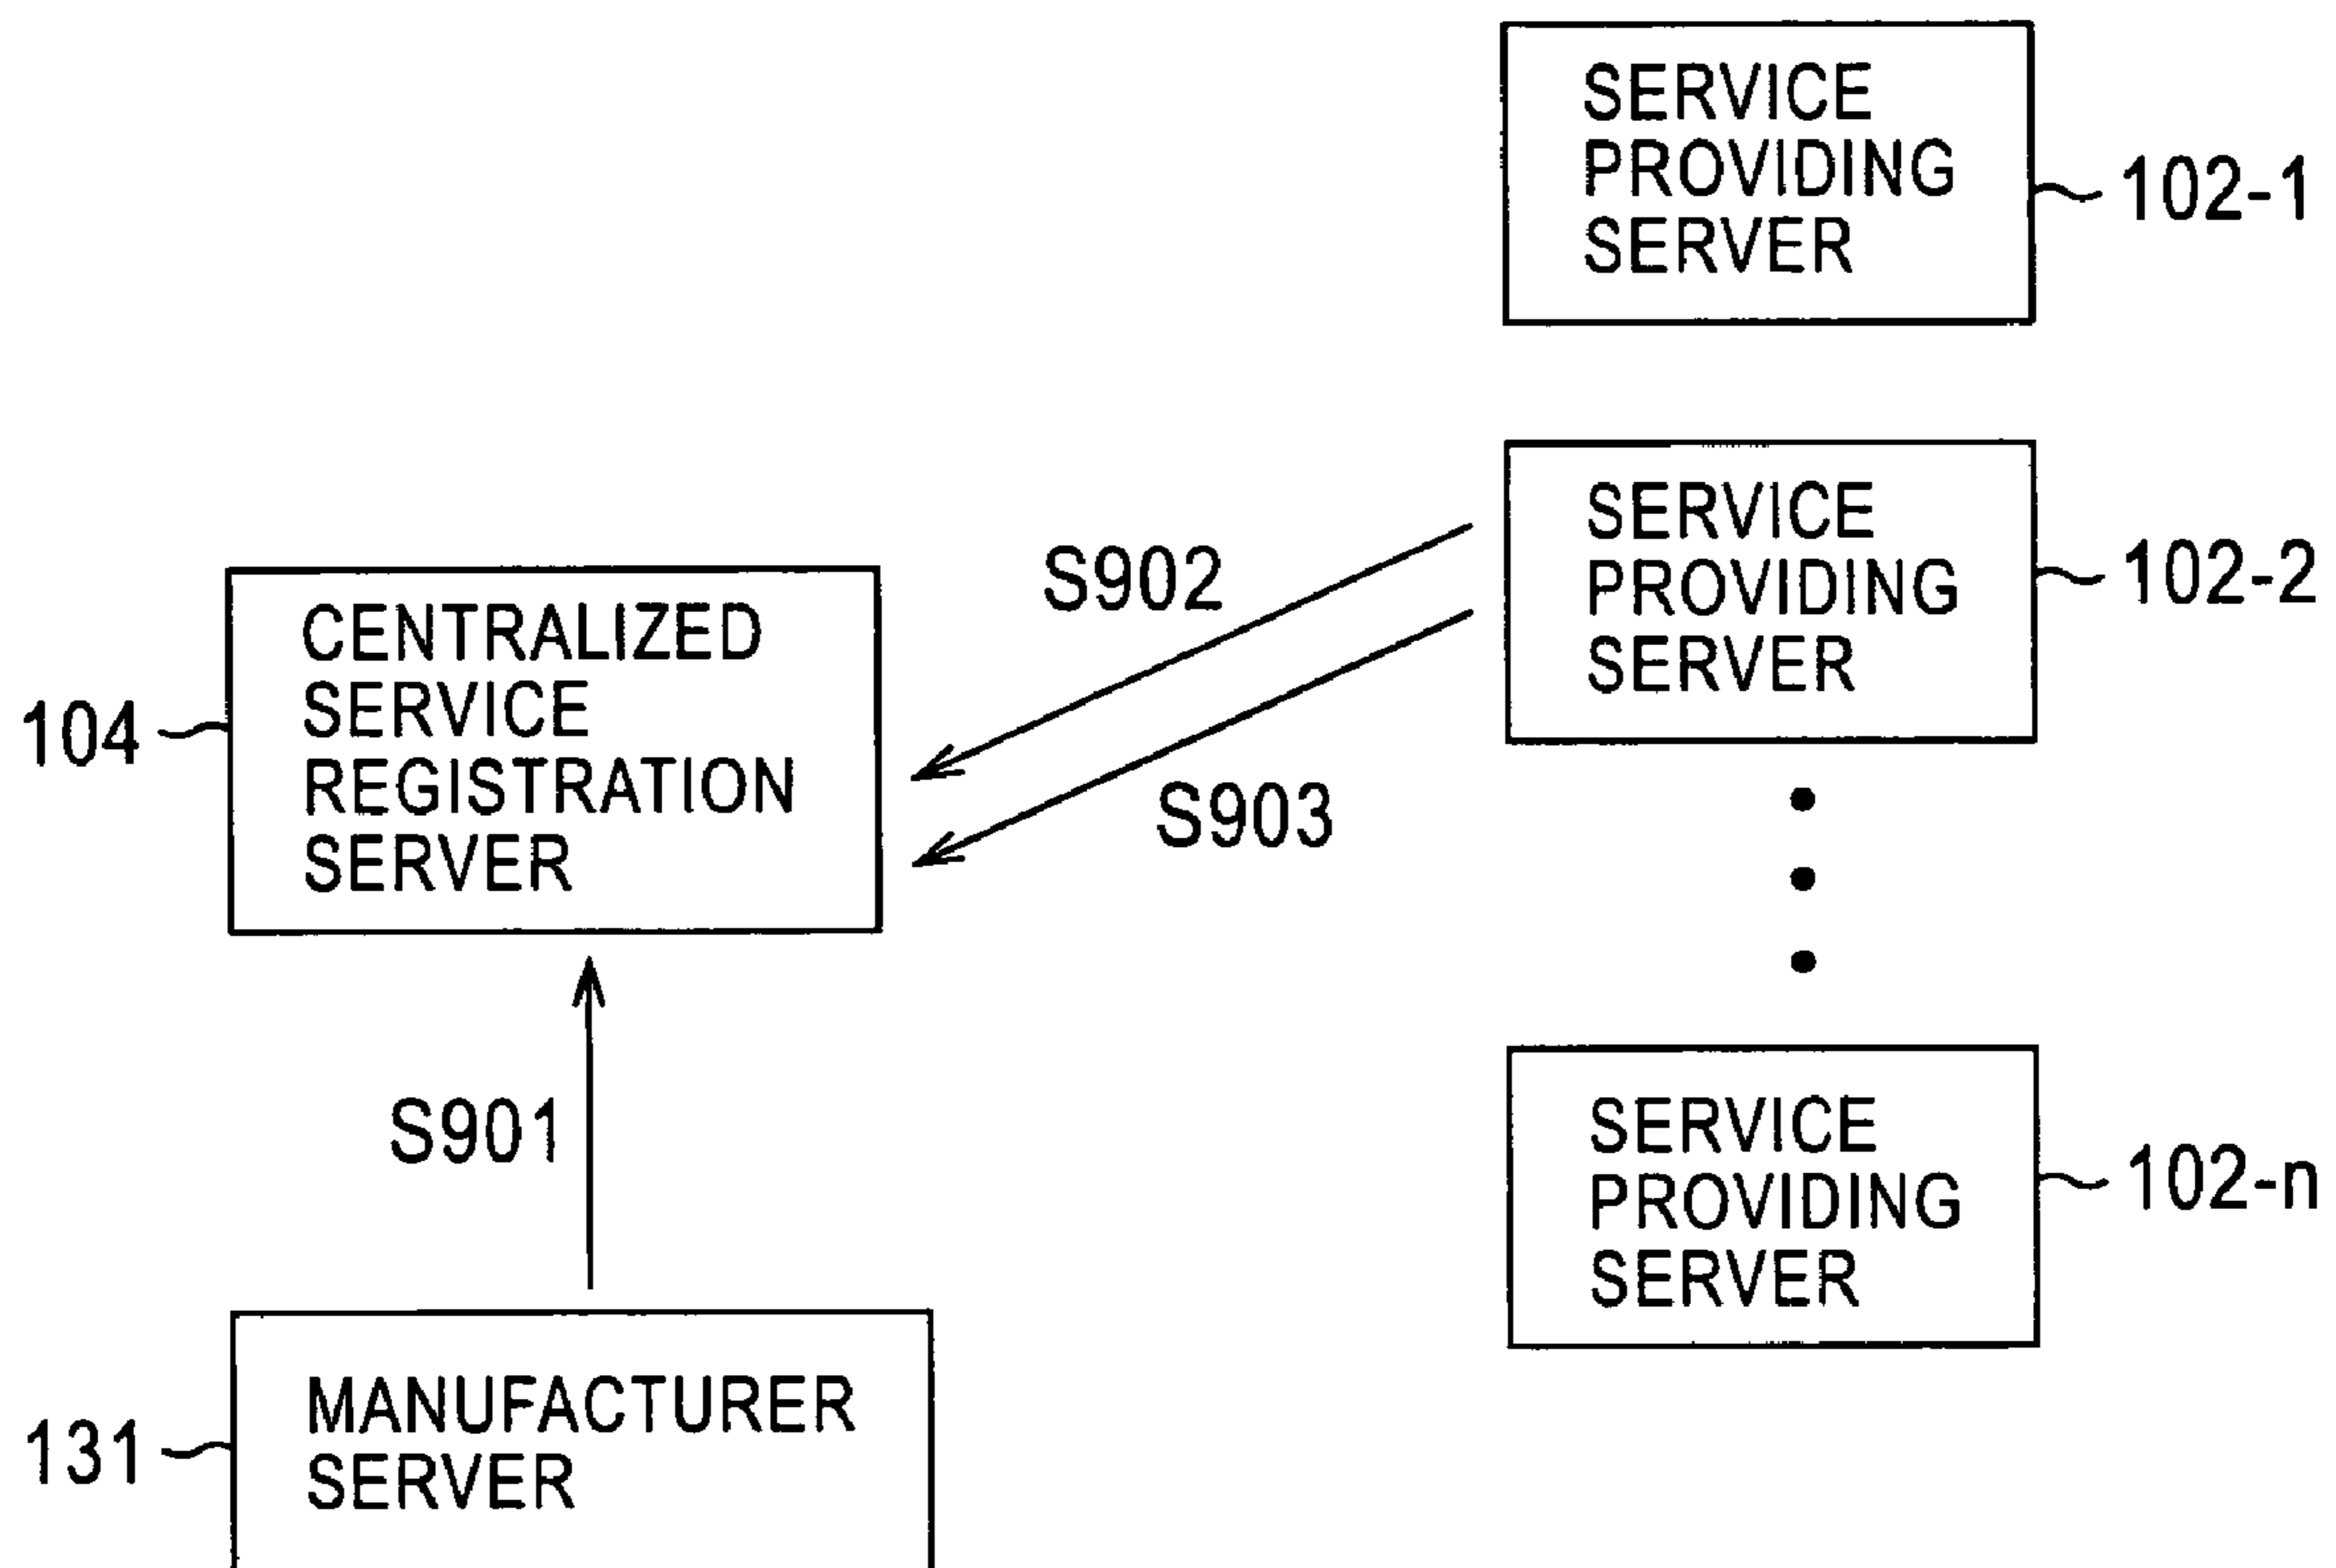 SERVICE
PROVIDING
SERVER
102-1
SERVICE
PROVIDING
SERVER
102-2
S902
S903
CENTRALIZED
SERVICE
REGISTRATION
SERVER
104
S901
SERVICE
PROVIDING
SERVER
102-n
MANUFACTURER
SERVER
131